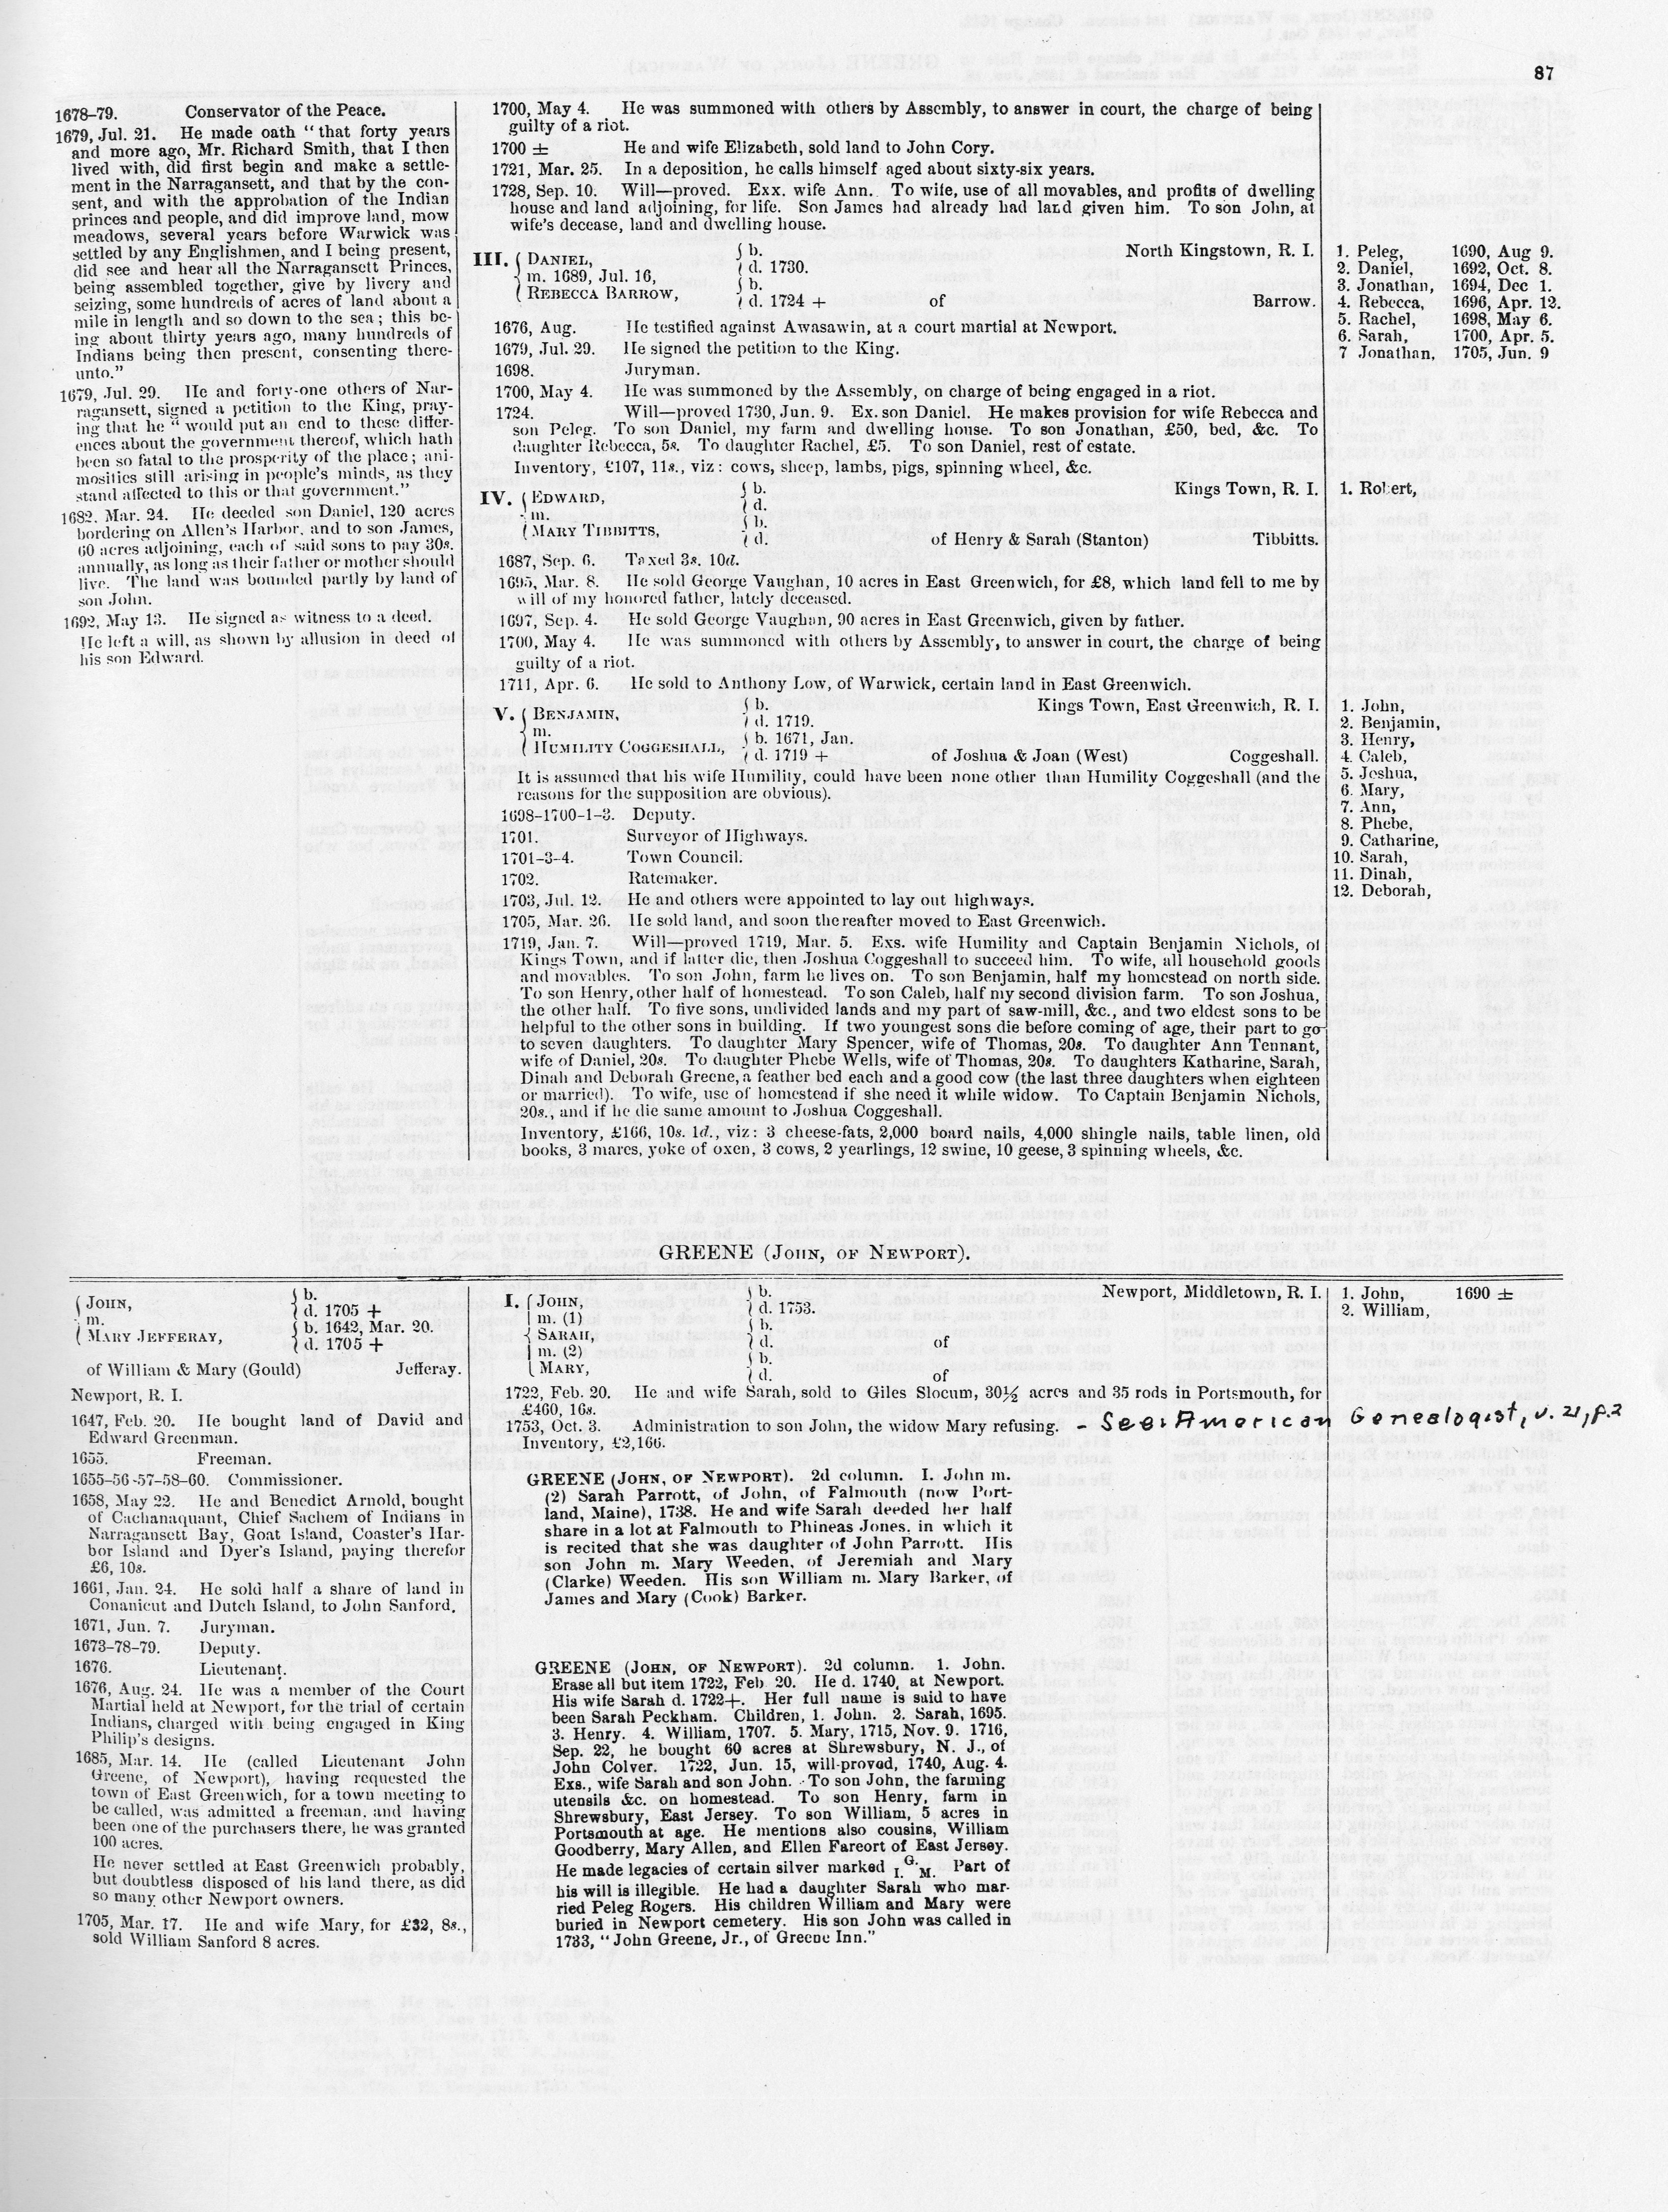 87
1678–79. Conservator of the Peace.
1679, Jul. 21. He made oath “that forty years
and more ago, Mr. Richard Smith, that I then
lived with, did first begin and make a settle-
ment in the Narragansett, and that by the con-
sent, and with the approbation of the Indian
princes and people, and did improve land, mow
meadows, several years before Warwick was
settled by any Englishmen, and I being present,
did see and hear all the Narragansett Princes,
being assembled together, give by livery and
seizing, some hundreds of acres of land about a
mile in length and so down to the sea; this be-
ing about thirty years ago, many hundreds of
Indians being then present, consenting there-
unto.”
1679, Jul. 29. He and forty-one others of Nar-
ragansett, signed a petition to the King, pray-
ing that he “would put an end to these differ-
ences about the government thereof, which hath
been so fatal to the prosperity of the place; ani-
mosities still arising in people’s minds, as they
stand affected to this or that government.”
1682, Mar. 24. He deeded son Daniel, 120 acres
bordering on Allen’s Harbor, and to son James,
60 acres adjoining, each of said sons to pay 30s.
annually, as long as their father or mother should
live. The land was bounded partly by land of
son John.
1692, May 13. He signed as witness to a deed.
He left a will, as shown by allusion in deed of
his son Edward.
1700, May 4. He was summoned with others by Assembly, to answer in court, the charge of being
guilty of a riot.
1700 ± He and wife Elizabeth, sold land to John Cory.
1721, Mar. 25. In a deposition, he calls himself aged about sixty-six years.
1728, Sep. 10. Will—proved. Exx. wife Ann. To wife, use of all movables, and profits of dwelling
house and land adjoining, for life. Son James had already had land given him. To son John, at
wife’s decease, land and dwelling house.
III. { DANIEL, { b. North Kingstown, R. I.
m. 1689, Jul. 16, d. 1730.
REBECCA BARROW, { b.
d. 1724 + of Barrow.
1676, Aug. He testified against Awasawin, at a court martial at Newport.
1679, Jul. 29. He signed the petition to the King.
1698. Juryman.
1700, May 4. He was summoned by the Assembly, on charge of being engaged in a riot.
1724. Will—proved 1730, Jun. 9. Ex. son Daniel. He makes provision for wife Rebecca and
son Peleg. To son Daniel, my farm and dwelling house. To son Jonathan, £50, bed, &c. To
daughter Rebecca, 5s. To daughter Rachel, £5. To son Daniel, rest of estate.
Inventory, £107, 11s., viz: cows, sheep, lambs, pigs, spinning wheel, &c.
IV. { EDWARD, { b. Kings Town, R. I.
m. d.
MARY TIBBITTS, { b.
d. of Henry & Sarah (Stanton) Tibbitts.
1687, Sep. 6. Taxed 3s. 10d.
1695, Mar. 8. He sold George Vaughan, 10 acres in East Greenwich, for £8, which land fell to me by
will of my honored father, lately deceased.
1697, Sep. 4. He sold George Vaughan, 90 acres in East Greenwich, given by father.
1700, May 4. He was summoned with others by Assembly, to answer in court, the charge of being
guilty of a riot.
1711, Apr. 6. He sold to Anthony Low, of Warwick, certain land in East Greenwich.
V. { BENJAMIN, { b. Kings Town, East Greenwich, R. I.
m. d. 1719.
HUMILITY COGGESHALL, { b. 1671, Jan.
d. 1719 + of Joshua & Joan (West) Coggeshall.
It is assumed that his wife Humility, could have been none other than Humility Coggeshall (and the
reasons for the supposition are obvious).
1698–1700–1–3. Deputy.
1701. Surveyor of Highways.
1701–3–4. Town Council.
1702. Ratemaker.
1703, Jul. 12. He and others were appointed to lay out highways.
1705, Mar. 26. He sold land, and soon thereafter moved to East Greenwich.
1719, Jan. 7. Will—proved 1719, Mar. 5. Exs. wife Humility and Captain Benjamin Nichols, of
Kings Town, and if latter die, then Joshua Coggeshall to succeed him. To wife, all household goods
and movables. To son John, farm he lives on. To son Benjamin, half my homestead on north side.
To son Henry, other half of homestead. To son Caleb, half my second division farm. To son Joshua,
the other half. To five sons, undivided lands and my part of saw-mill, &c., and two eldest sons to be
helpful to the other sons in building. If two youngest sons die before coming of age, their part to go
to seven daughters. To daughter Mary Spencer, wife of Thomas, 20s. To daughter Ann Tennant,
wife of Daniel, 20s. To daughter Phebe Wells, wife of Thomas, 20s. To daughters Katharine, Sarah,
Dinah and Deborah Greene, a feather bed each and a good cow (the last three daughters when eighteen
or married). To wife, use of homestead if she need it while widow. To Captain Benjamin Nichols,
20s., and if he die same amount to Joshua Coggeshall.
Inventory, £166, 10s. 1d., viz: 3 cheese-fats, 2,000 board nails, 4,000 shingle nails, table linen, old
books, 3 mares, yoke of oxen, 3 cows, 2 yearlings, 12 swine, 10 geese, 3 spinning wheels, &c.
1. Peleg, 1690, Aug 9.
2. Daniel, 1692, Oct. 8.
3. Jonathan, 1694, Dec 1.
4. Rebecca, 1696, Apr. 12.
5. Rachel, 1698, May 6.
6. Sarah, 1700, Apr. 5.
7 Jonathan, 1705, Jun. 9
1. Robert,
1. John,
2. Benjamin,
3. Henry,
4. Caleb,
5. Joshua,
6. Mary,
7. Ann,
8. Phebe,
9. Catharine,
10. Sarah,
11. Dinah,
12. Deborah,
GREENE (JOHN, OF NEWPORT).
{ JOHN, { b.
m. d. 1705 +
MARY JEFFERAY, { b. 1642, Mar. 20.
d. 1705 +
of William & Mary (Gould) Jefferay.
Newport, R. I.
1647, Feb. 20. He bought land of David and
Edward Greenman.
1655. Freeman.
1655–56–57–58–60. Commissioner.
1658, May 22. He and Benedict Arnold, bought
of Cachanaquant, Chief Sachem of Indians in
Narragansett Bay, Goat Island, Coaster’s Har-
bor Island and Dyer’s Island, paying therefor
£6, 10s.
1661, Jan. 24. He sold half a share of land in
Conanicut and Dutch Island, to John Sanford.
1671, Jun. 7. Juryman.
1673–78–79. Deputy.
1676. Lieutenant.
1676, Aug. 24. He was a member of the Court
Martial held at Newport, for the trial of certain
Indians, charged with being engaged in King
Philip’s designs.
1685, Mar. 14. He (called Lieutenant John
Greene, of Newport), having requested the
town of East Greenwich, for a town meeting to
be called, was admitted a freeman, and having
been one of the purchasers there, he was granted
100 acres.
He never settled at East Greenwich probably,
but doubtless disposed of his land there, as did
so many other Newport owners.
1705, Mar. 17. He and wife Mary, for £32, 8s.,
sold William Sanford 8 acres.
I. { JOHN, { b. Newport, Middletown, R. I.
m. (1) d. 1753.
SARAH, { b.
d. of
m. (2)
MARY, { b.
d. of
1722, Feb. 20. He and wife Sarah, sold to Giles Slocum, 30½ acres and 35 rods in Portsmouth, for
£460, 16s.
1753, Oct. 3. Administration to son John, the widow Mary refusing. - See: American Genealogist, v. 21, p. 2
Inventory, £2,166.
GREENE (JOHN, OF NEWPORT). 2d column. I. John m.
(2) Sarah Parrott, of John, of Falmouth (now Port-
land, Maine), 1738. He and wife Sarah deeded her half
share in a lot at Falmouth to Phineas Jones, in which it
is recited that she was daughter of John Parrott. His
son John m. Mary Weeden, of Jeremiah and Mary
(Clarke) Weeden. His son William m. Mary Barker, of
James and Mary (Cook) Barker.
GREENE (JOHN, OF NEWPORT). 2d column. 1. John.
Erase all but item 1722, Feb. 20. He d. 1740, at Newport.
His wife Sarah d. 1722+. Her full name is said to have
been Sarah Peckham. Children, 1. John. 2. Sarah, 1695.
3. Henry. 4. William, 1707. 5. Mary, 1715, Nov. 9. 1716,
Sep. 22, he bought 60 acres at Shrewsbury, N. J., of
John Colver. 1722, Jun. 15, will-proved, 1740, Aug. 4.
Exs., wife Sarah and son John. To son John, the farming
utensils &c. on homestead. To son Henry, farm in
Shrewsbury, East Jersey. To son William, 5 acres in
Portsmouth at age. He mentions also cousins, William
Goodberry, Mary Allen, and Ellen Fareort of East Jersey.
He made legacies of certain silver marked I. G. M. Part of
his will is illegible. He had a daughter Sarah who mar-
ried Peleg Rogers. His children William and Mary were
buried in Newport cemetery. His son John was called in
1733, “John Greene, Jr., of Greene Inn.”
1. John, 1690 ±
2. William,